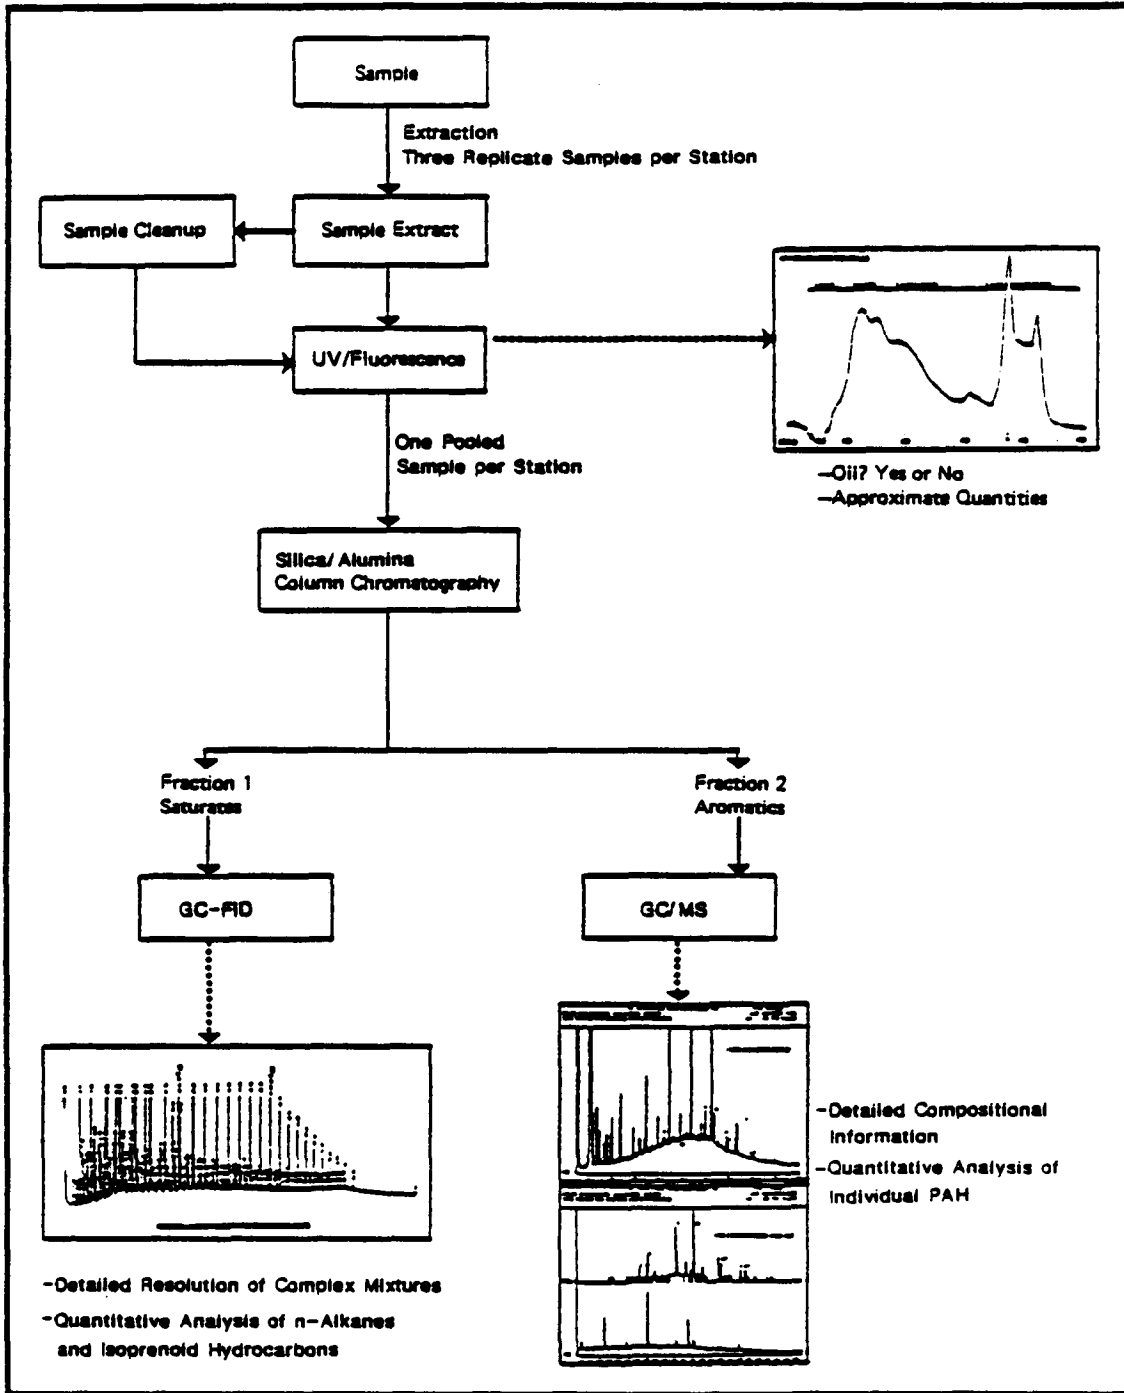 Sample
Extraction
Three Replicate Samples per Station
Sample Cleanup
Sample Extract
UV/Fluorescence
-Oil? Yes or No
-Approximate Quantities
One Pooled
Sample per Station
Silica/Alumina
Column Chromatography
Fraction 1
Saturates
Fraction 2
Aromatics
GC-FID
GC/MS
-Detailed Compositional
Information
-Quantitative Analysis of
Individual PAH
-Detailed Resolution of Complex Mixtures
-Quantitative Analysis of n-Alkanes
and Isoprenoid Hydrocarbons